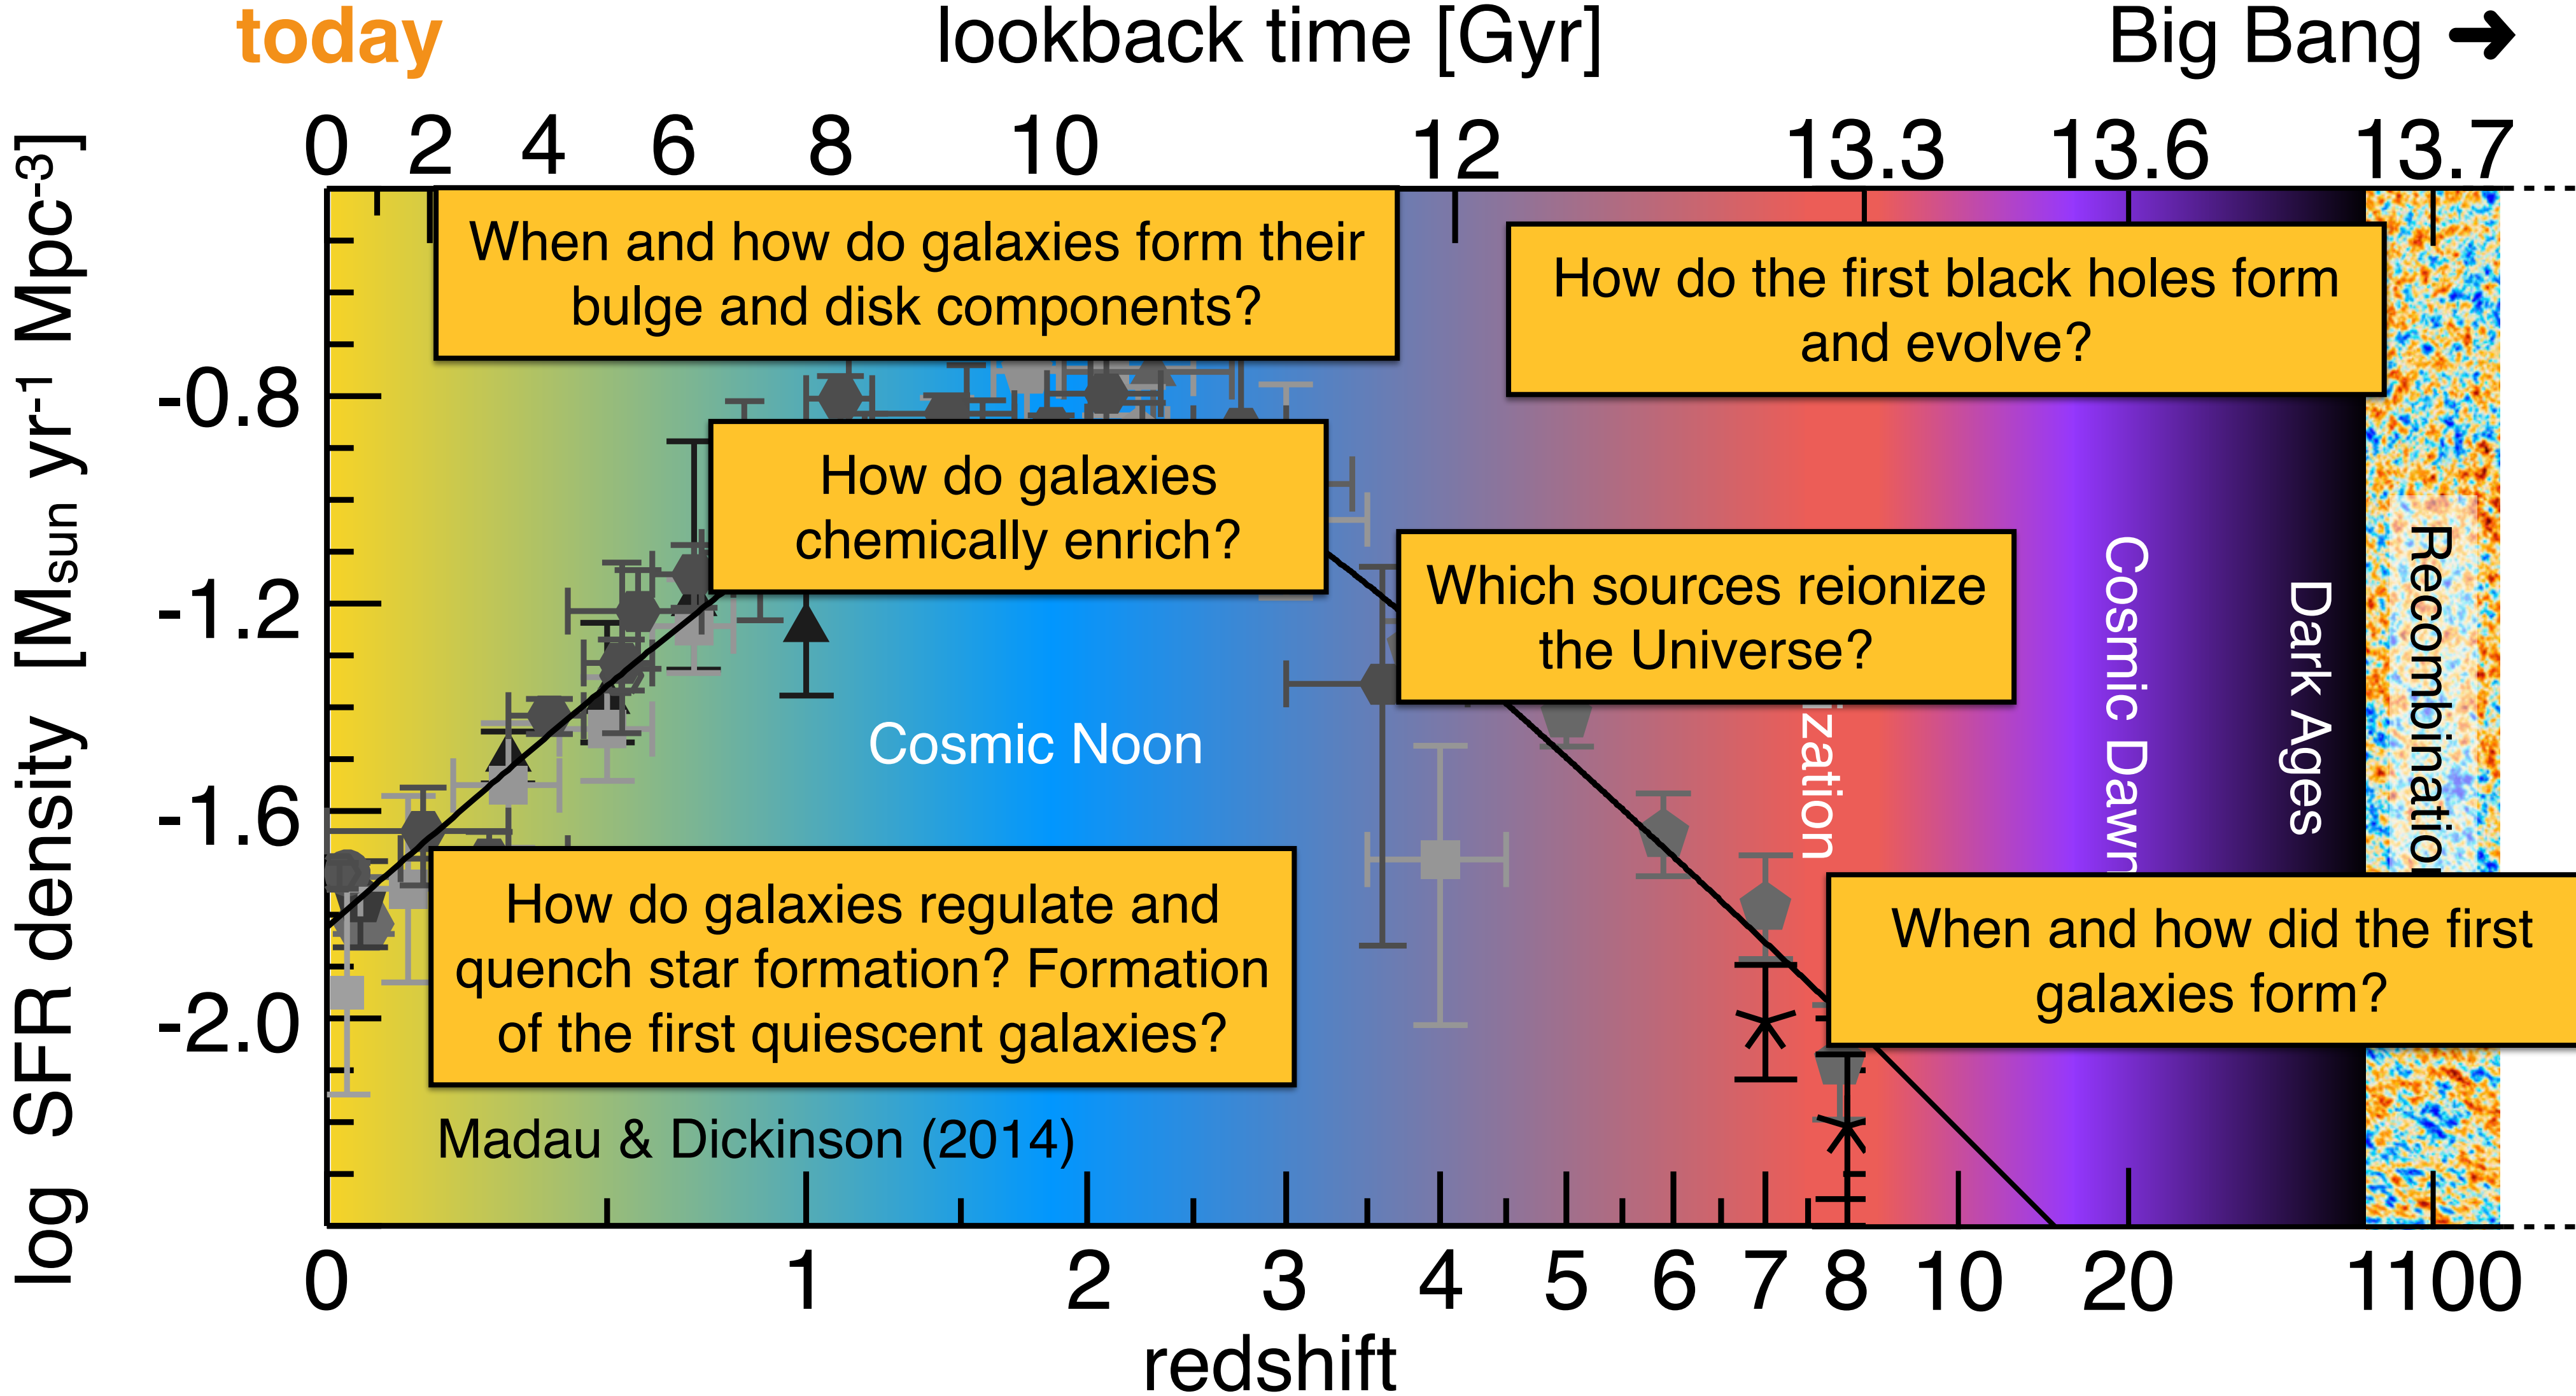 today
lookback time [Gyr]
Big Bang ➔
0 2 4 6 8 10 12 13.3 13.6 13.7
log SFR density [Msun yr-1 Mpc-3]
-0.8
-1.2
-1.6
-2.0
When and how do galaxies form their
bulge and disk components?
How do the first black holes form
and evolve?
How do galaxies
chemically enrich?
Which sources reionize
the Universe?
Cosmic Noon
ization
Cosmic Dawn
Dark Ages
Recombination
How do galaxies regulate and
quench star formation? Formation
of the first quiescent galaxies?
When and how did the first
galaxies form?
Madau & Dickinson (2014)
0 1 2 3 4 5 6 7 8 10 20 1100
redshift